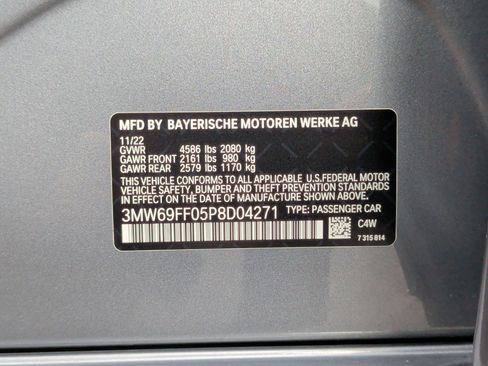 MFD BY BAYERISCHE MOTOREN WERKE AG
11/22
GVWR 4586 lbs 2080 kg
GAWR FRONT 2161 lbs 980 kg
GAWR REAR 2579 lbs 1170 kg
THIS VEHICLE CONFORMS TO ALL APPLICABLE U.S.FEDERAL MOTOR
VEHICLE SAFETY, BUMPER AND THEFT PREVENTION STANDARDS
IN EFFECT ON THE DATE OF MANUFACTURE SHOWN ABOVE.
3MW69FF05P8D04271 TYPE: PASSENGER CAR
C4W
7 315 814